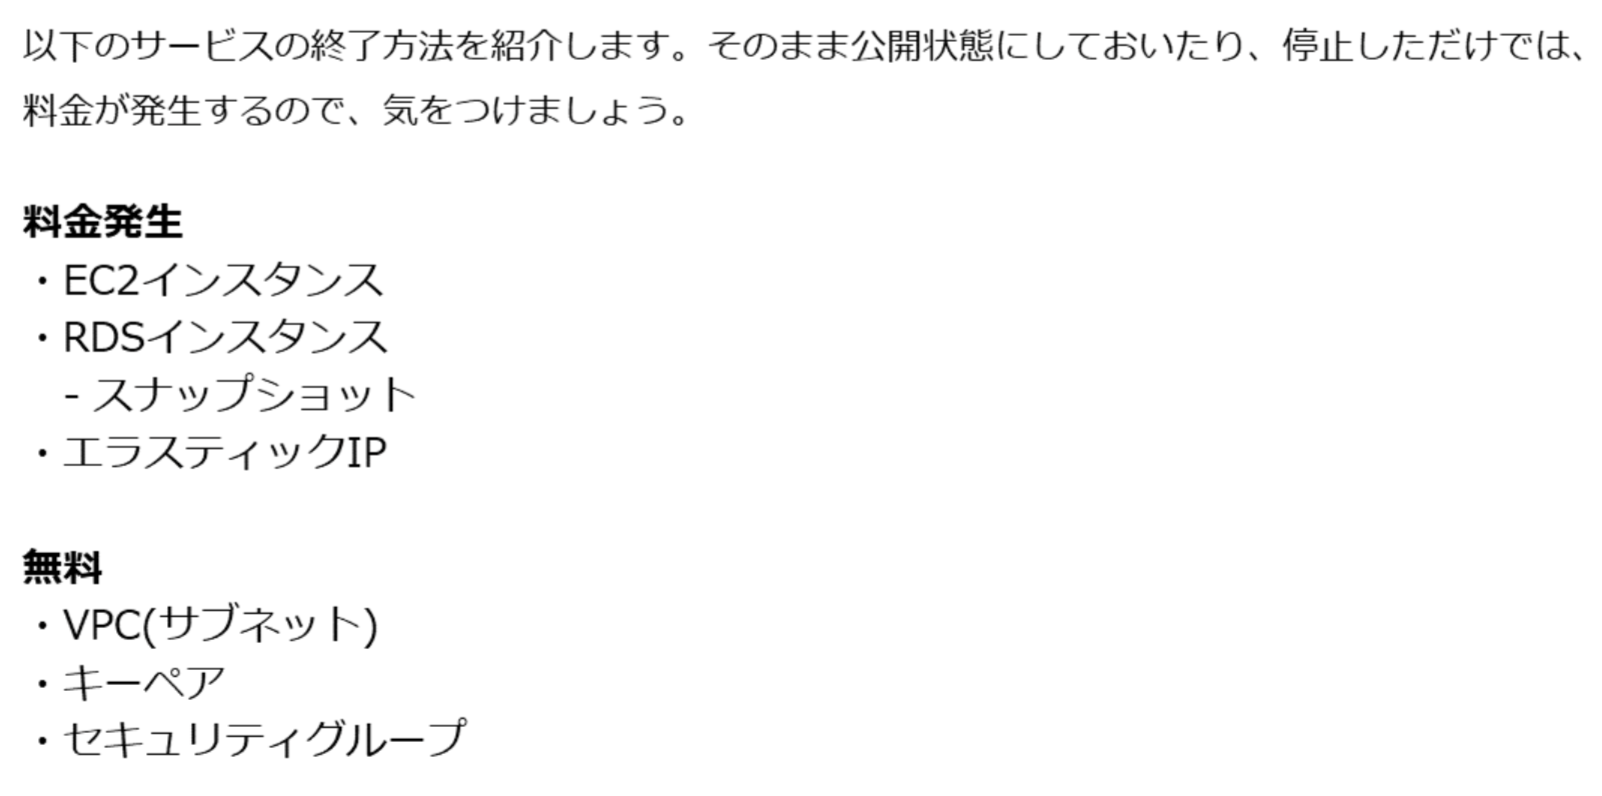 以下のサービスの終了方法を紹介します。そのまま公開状態にしておいたり、停止しただけでは、
料金が発生するので、気をつけましょう。
料金発生
・EC2インスタンス
・RDSインスタンス
- スナップショット
・エラスティックIP
無料
・VPC(サブネット)
・キーペア
・セキュリティグループ